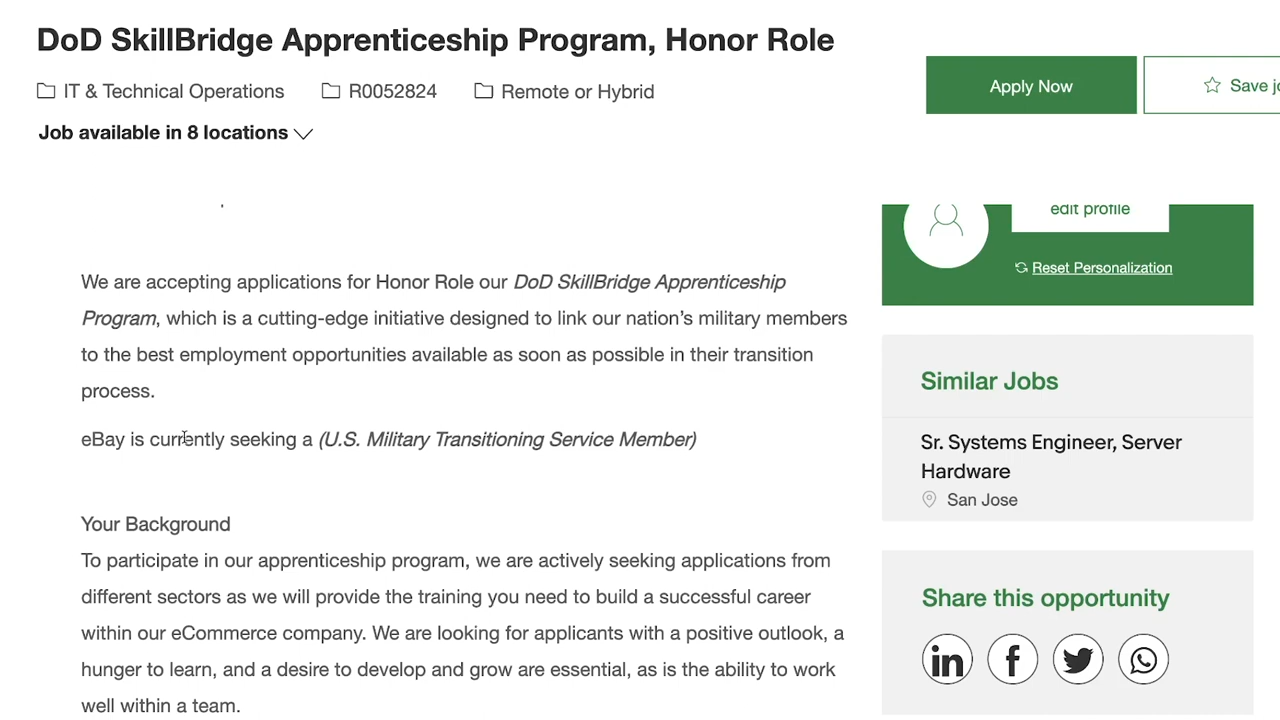 DoD SkillBridge Apprenticeship Program, Honor Role
IT & Technical Operations R0052824 Remote or Hybrid
Job available in 8 locations
Apply Now
Save jo
We are accepting applications for Honor Role our DoD SkillBridge Apprenticeship
Program, which is a cutting-edge initiative designed to link our nation’s military members
to the best employment opportunities available as soon as possible in their transition
process.
eBay is currently seeking a (U.S. Military Transitioning Service Member)
Your Background
To participate in our apprenticeship program, we are actively seeking applications from
different sectors as we will provide the training you need to build a successful career
within our eCommerce company. We are looking for applicants with a positive outlook, a
hunger to learn, and a desire to develop and grow are essential, as is the ability to work
well within a team.
edit profile
Reset Personalization
Similar Jobs
Sr. Systems Engineer, Server
Hardware
San Jose
Share this opportunity
in f